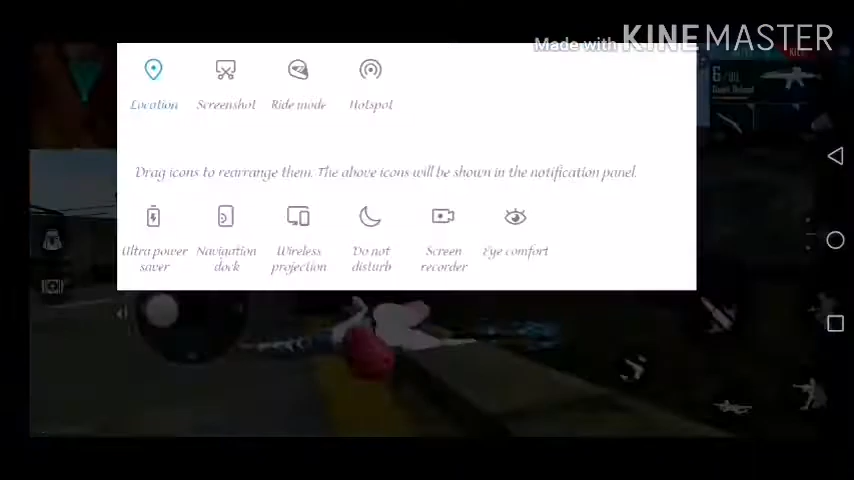 Made with KINEMASTER
Location Screenshot Ride mode Hotspot
Drag icons to rearrange them. The above icons will be shown in the notification panel.
Ultra power saver
Navigation dock
Wireless projection
Do not disturb
Screen recorder
Eye comfort
6